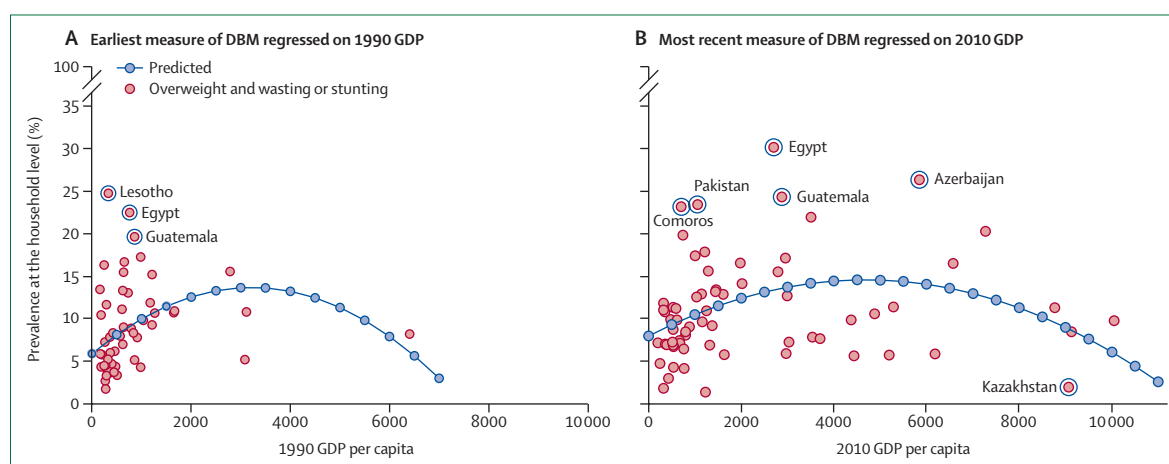 A Earliest measure of DBM regressed on 1990 GDP
Predicted
Overweight and wasting or stunting
Prevalence at the household level (%)
100
35
30
25
20
15
10
5
0
Lesotho
Egypt
Guatemala
0 2000 4000 6000 8000 10000
1990 GDP per capita
B Most recent measure of DBM regressed on 2010 GDP
Egypt
Azerbaijan
Pakistan
Guatemala
Comoros
Kazakhstan
0 2000 4000 6000 8000 10000
2010 GDP per capita